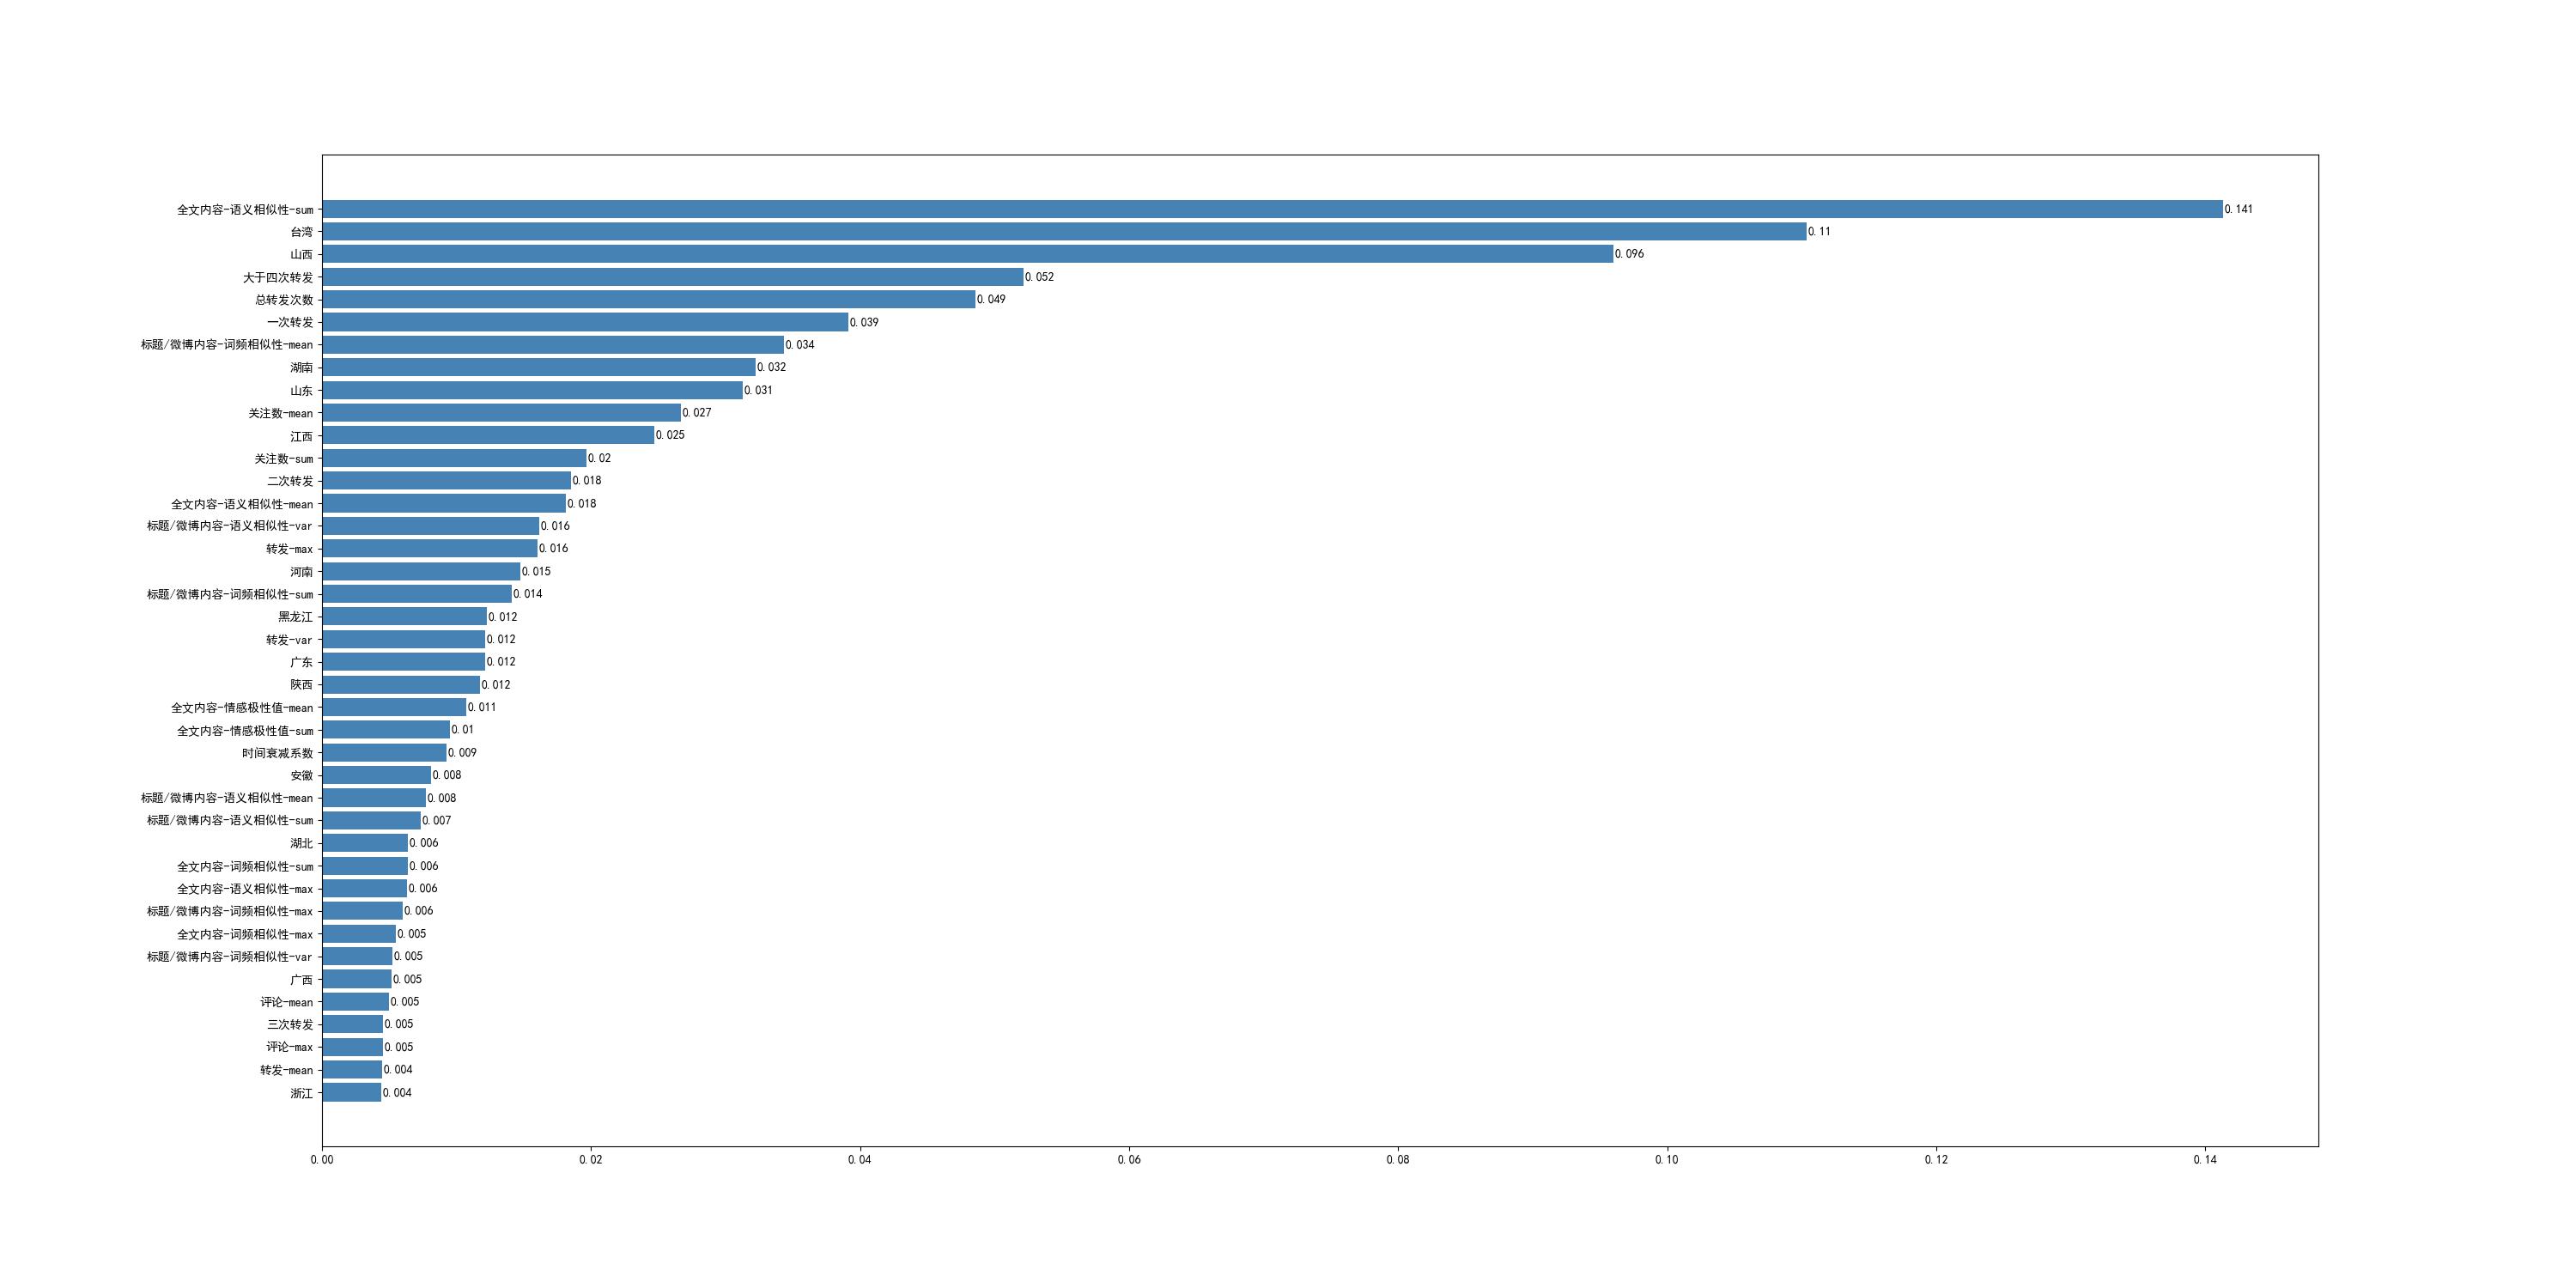 全文内容-语义相似性-sum 0.141
台湾 0.11
山西 0.096
大于四次转发 0.052
总转发次数 0.049
一次转发 0.039
标题/微博内容-词频相似性-mean 0.034
湖南 0.032
山东 0.031
关注数-mean 0.027
江西 0.025
关注数-sum 0.02
二次转发 0.018
全文内容-语义相似性-mean 0.018
标题/微博内容-语义相似性-var 0.016
转发-max 0.016
河南 0.015
标题/微博内容-词频相似性-sum 0.014
黑龙江 0.012
转发-var 0.012
广东 0.012
陕西 0.012
全文内容-情感极性值-mean 0.011
全文内容-情感极性值-sum 0.01
时间衰减系数 0.009
安徽 0.008
标题/微博内容-语义相似性-mean 0.008
标题/微博内容-语义相似性-sum 0.007
湖北 0.006
全文内容-词频相似性-sum 0.006
全文内容-语义相似性-max 0.006
标题/微博内容-词频相似性-max 0.006
全文内容-词频相似性-max 0.005
标题/微博内容-词频相似性-var 0.005
广西 0.005
评论-mean 0.005
三次转发 0.005
评论-max 0.005
转发-mean 0.004
浙江 0.004
0.00 0.02 0.04 0.06 0.08 0.10 0.12 0.14